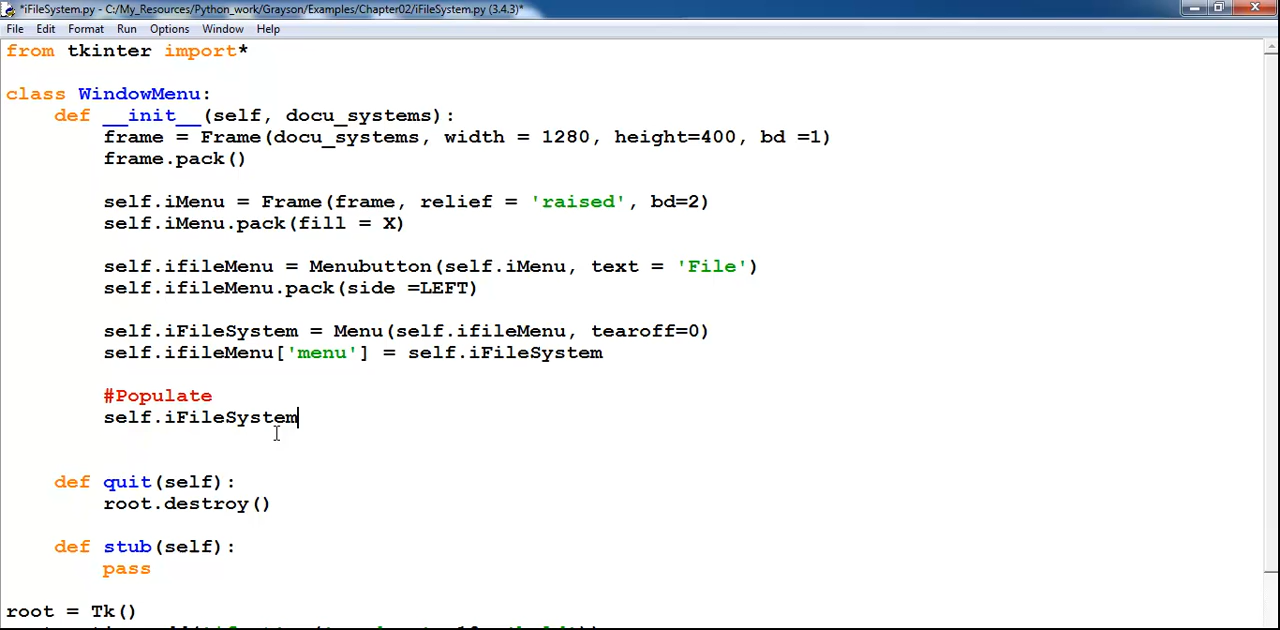 *iFileSystem.py - C:/My_Resources/Python_work/Grayson/Examples/Chapter02/iFileSystem.py (3.4.3)*
File Edit Format Run Options Window Help
from tkinter import*
class WindowMenu:
def __init__(self, docu_systems):
frame = Frame(docu_systems, width = 1280, height=400, bd =1)
frame.pack()
self.iMenu = Frame(frame, relief = 'raised', bd=2)
self.iMenu.pack(fill = X)
self.ifileMenu = Menubutton(self.iMenu, text = 'File')
self.ifileMenu.pack(side =LEFT)
self.iFileSystem = Menu(self.ifileMenu, tearoff=0)
self.ifileMenu['menu'] = self.iFileSystem
#Populate
self.iFileSystem
def quit(self):
root.destroy()
def stub(self):
pass
root = Tk()